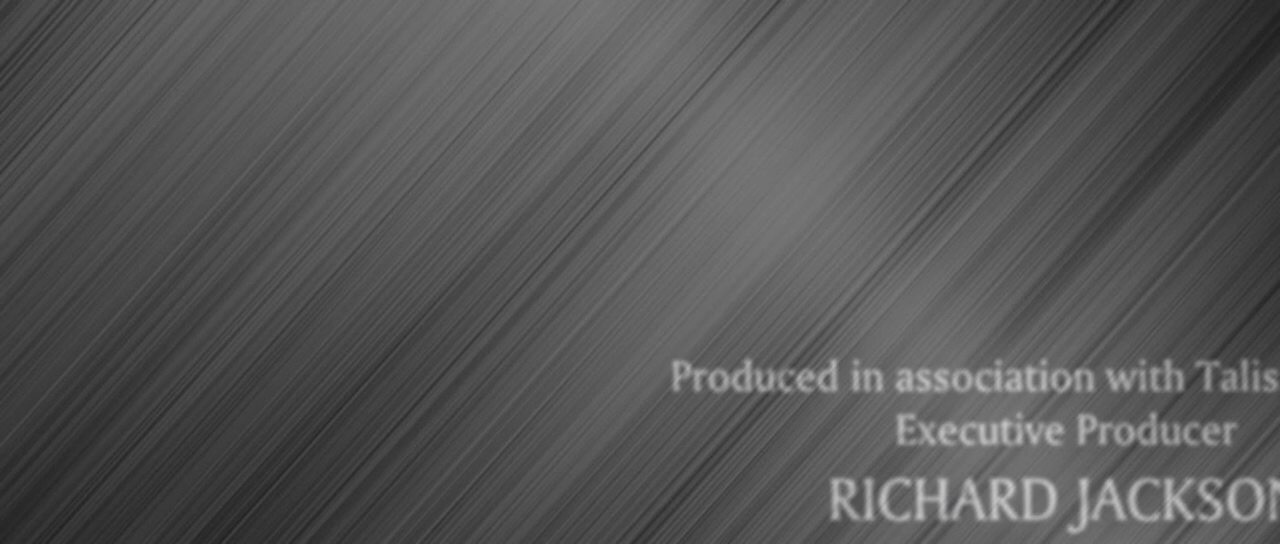 Produced in association with Talis
Executive Producer
RICHARD JACKSON